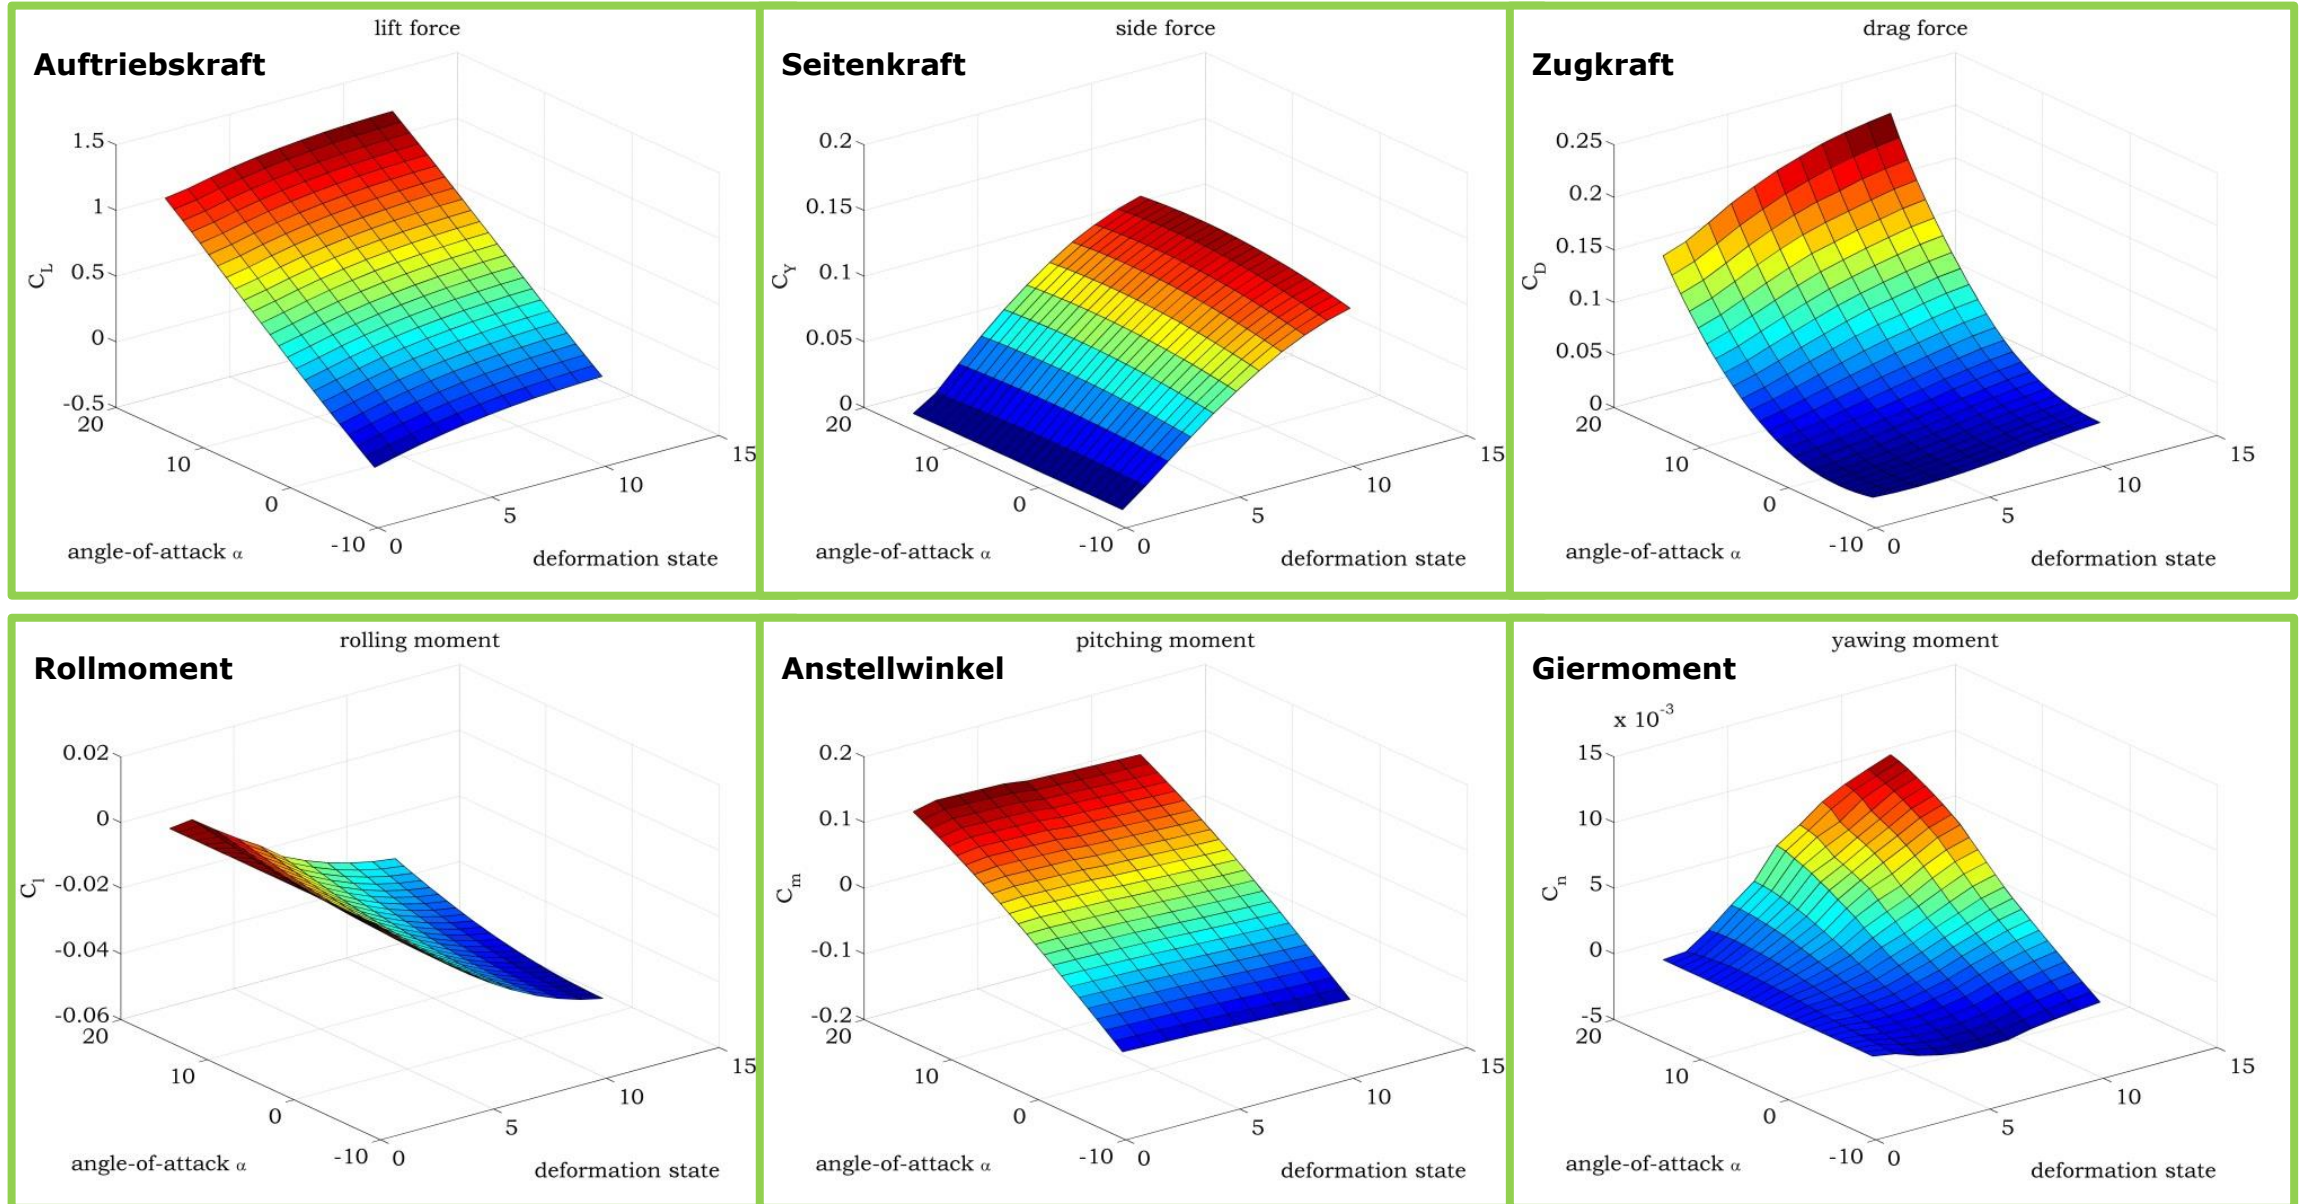 lift force
Auftriebskraft
1.5
1
0.5
0
-0.5
C_L
20
10
0
-10
0
5
10
15
angle-of-attack α
deformation state
side force
Seitenkraft
0.2
0.15
0.1
0.05
0
C_Y
20
10
0
-10
0
5
10
15
angle-of-attack α
deformation state
drag force
Zugkraft
0.25
0.2
0.15
0.1
0.05
0
C_D
20
10
0
-10
0
5
10
15
angle-of-attack α
deformation state
rolling moment
Rollmoment
0.02
0
-0.02
-0.04
-0.06
C_l
20
10
0
-10
0
5
10
15
angle-of-attack α
deformation state
pitching moment
Anstellwinkel
0.2
0.1
0
-0.1
-0.2
C_m
20
10
0
-10
0
5
10
15
angle-of-attack α
deformation state
yawing moment
Giermoment
x 10^-3
15
10
5
0
-5
C_n
20
10
0
-10
0
5
10
15
angle-of-attack α
deformation state